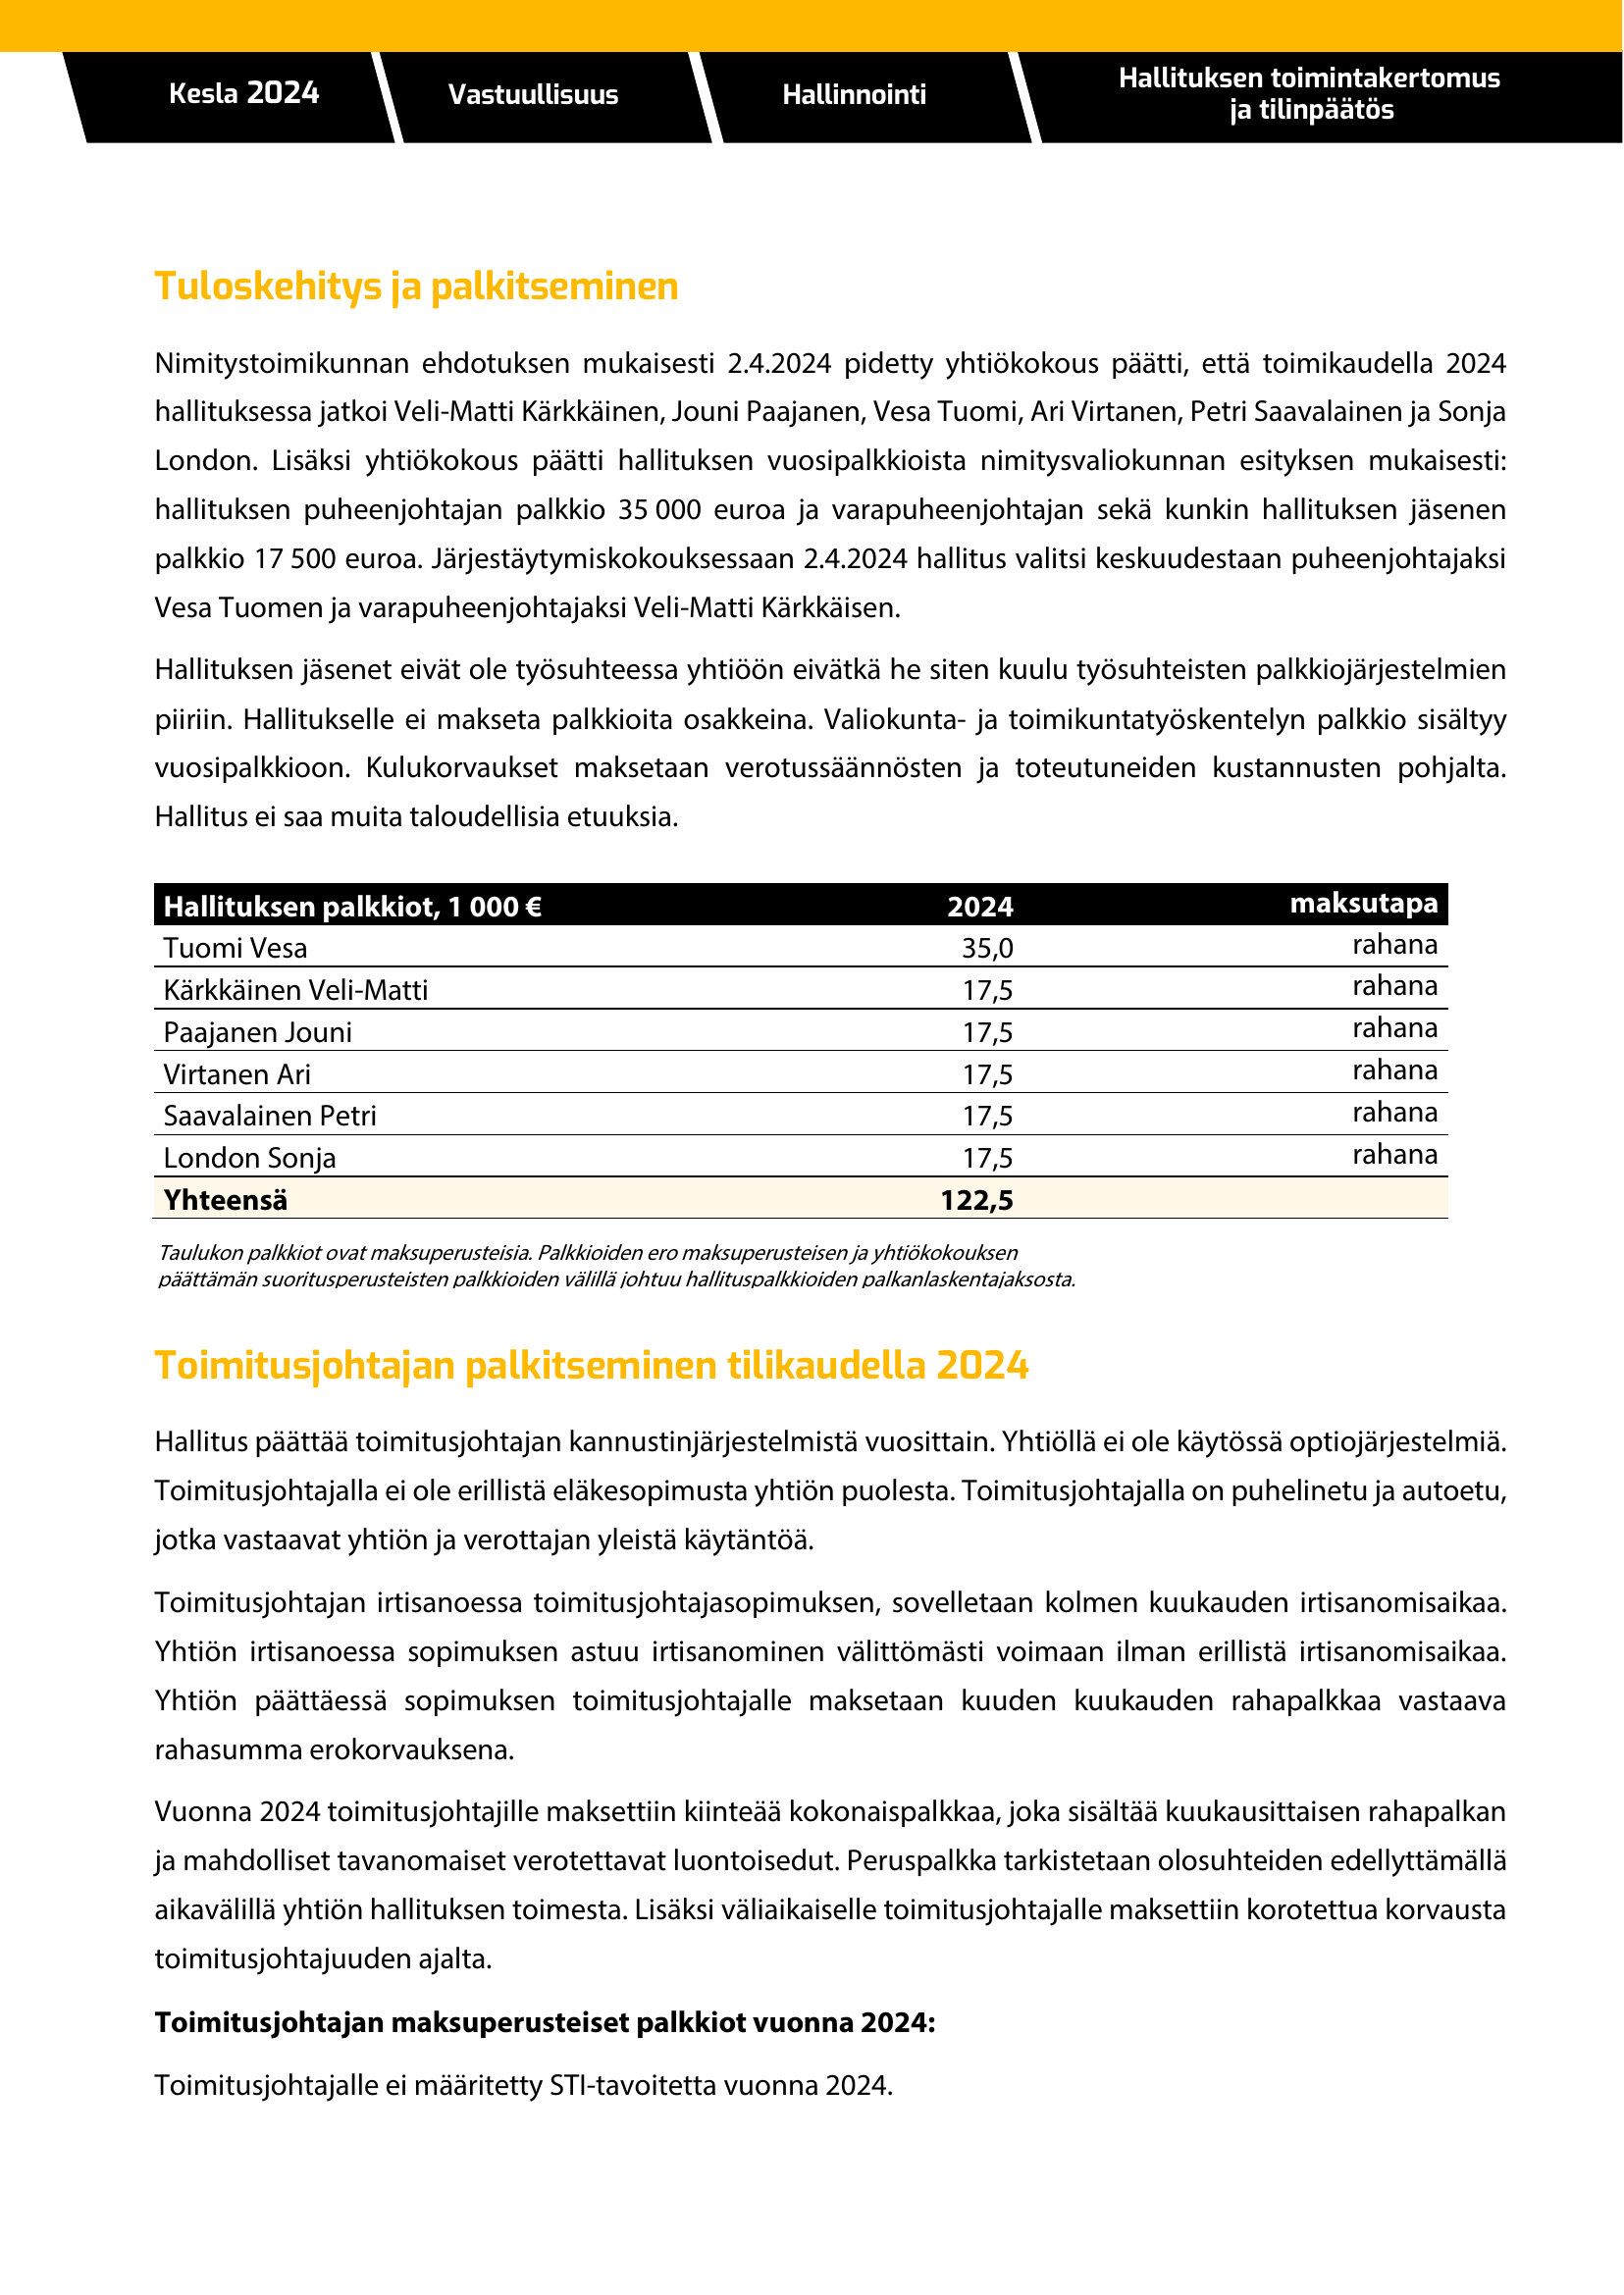 Kesla 2024
Vastuullisuus
Hallinnointi
Hallituksen toimintakertomus
ja tilinpäätös
Tuloskehitys ja palkitseminen
Nimitystoimikunnan ehdotuksen mukaisesti 2.4.2024 pidetty yhtiökokous päätti, että toimikaudella 2024
hallituksessa jatkoi Veli-Matti Kärkkäinen, Jouni Paajanen, Vesa Tuomi, Ari Virtanen, Petri Saavalainen ja Sonja
London. Lisäksi yhtiökokous päätti hallituksen vuosipalkkioista nimitysvaliokunnan esityksen mukaisesti:
hallituksen puheenjohtajan palkkio 35 000 euroa ja varapuheenjohtajan sekä kunkin hallituksen jäsenen
palkkio 17 500 euroa. Järjestäytymiskokouksessaan 2.4.2024 hallitus valitsi keskuudestaan puheenjohtajaksi
Vesa Tuomen ja varapuheenjohtajaksi Veli-Matti Kärkkäisen.
Hallituksen jäsenet eivät ole työsuhteessa yhtiöön eivätkä he siten kuulu työsuhteisten palkkiojärjestelmien
piiriin. Hallitukselle ei makseta palkkioita osakkeina. Valiokunta- ja toimikuntatyöskentelyn palkkio sisältyy
vuosipalkkioon. Kulukorvaukset maksetaan verotussäännösten ja toteutuneiden kustannusten pohjalta.
Hallitus ei saa muita taloudellisia etuuksia.
Hallituksen palkkiot, 1 000 € 2024 maksutapa
Tuomi Vesa 35,0 rahana
Kärkkäinen Veli-Matti 17,5 rahana
Paajanen Jouni 17,5 rahana
Virtanen Ari 17,5 rahana
Saavalainen Petri 17,5 rahana
London Sonja 17,5 rahana
Yhteensä 122,5
Taulukon palkkiot ovat maksuperusteisia. Palkkioiden ero maksuperusteisen ja yhtiökokouksen
päättämän suoritusperusteisten palkkioiden välillä johtuu hallituspalkkioiden palkanlaskentajaksosta.
Toimitusjohtajan palkitseminen tilikaudella 2024
Hallitus päättää toimitusjohtajan kannustinjärjestelmistä vuosittain. Yhtiöllä ei ole käytössä optiojärjestelmiä.
Toimitusjohtajalla ei ole erillistä eläkesopimusta yhtiön puolesta. Toimitusjohtajalla on puhelinetu ja autoetu,
jotka vastaavat yhtiön ja verottajan yleistä käytäntöä.
Toimitusjohtajan irtisanoessa toimitusjohtajasopimuksen, sovelletaan kolmen kuukauden irtisanomisaikaa.
Yhtiön irtisanoessa sopimuksen astuu irtisanominen välittömästi voimaan ilman erillistä irtisanomisaikaa.
Yhtiön päättäessä sopimuksen toimitusjohtajalle maksetaan kuuden kuukauden rahapalkkaa vastaava
rahasumma erokorvauksena.
Vuonna 2024 toimitusjohtajille maksettiin kiinteää kokonaispalkkaa, joka sisältää kuukausittaisen rahapalkan
ja mahdolliset tavanomaiset verotettavat luontoisedut. Peruspalkka tarkistetaan olosuhteiden edellyttämällä
aikavälillä yhtiön hallituksen toimesta. Lisäksi väliaikaiselle toimitusjohtajalle maksettiin korotettua korvausta
toimitusjohtajuuden ajalta.
Toimitusjohtajan maksuperusteiset palkkiot vuonna 2024:
Toimitusjohtajalle ei määritetty STI-tavoitetta vuonna 2024.